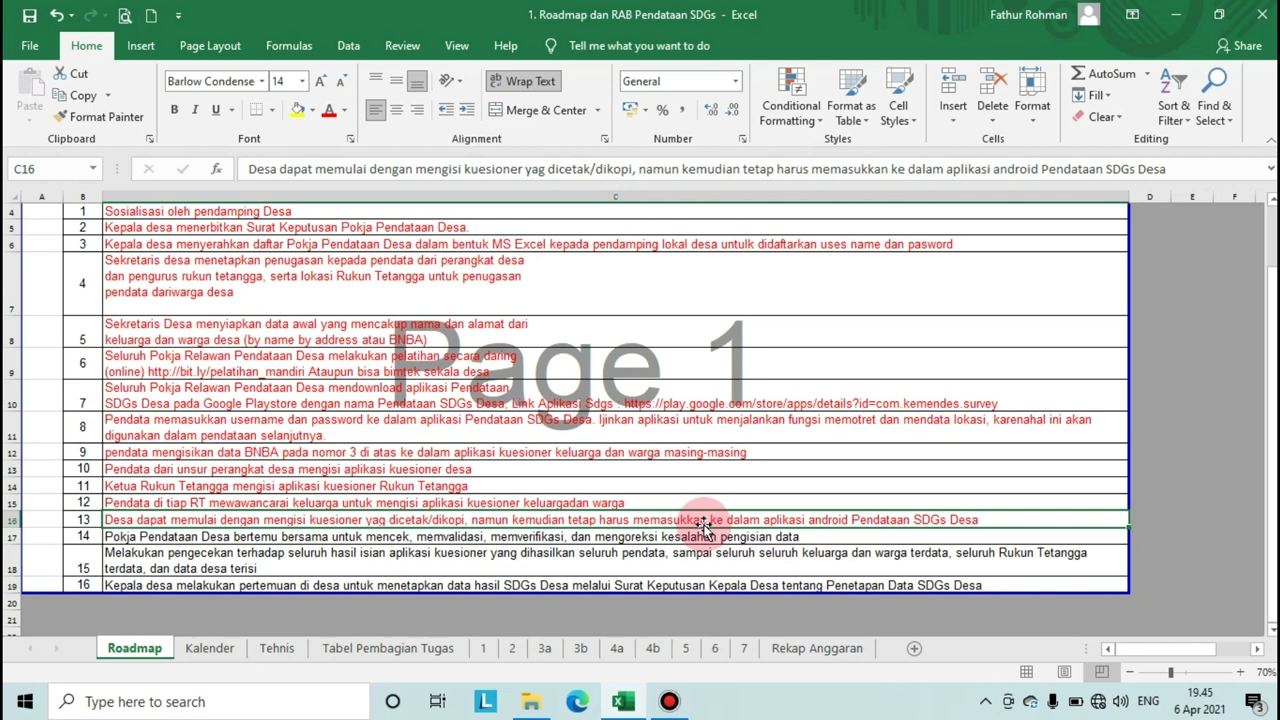 1. Roadmap dan RAB Pendataan SDGs - Excel
Fathur Rohman
File Home Insert Page Layout Formulas Data Review View Help Tell me what you want to do Share
Paste
Cut
Copy
Format Painter
Clipboard
Barlow Condense 14
B I U
Font
Wrap Text
Merge & Center
Alignment
General
Number
Conditional Formatting
Format as Table
Cell Styles
Styles
Insert Delete Format
Cells
AutoSum
Fill
Clear
Sort & Filter
Find & Select
Editing
C16
fx
Desa dapat memulai dengan mengisi kuesioner yag dicetak/dikopi, namun kemudian tetap harus memasukkan ke dalam aplikasi android Pendataan SDGs Desa
A B C D E F
4 1 Sosialisasi oleh pendamping Desa
5 2 Kepala desa menerbitkan Surat Keputusan Pokja Pendataan Desa.
6 3 Kepala desa menyerahkan daftar Pokja Pendataan Desa dalam bentuk MS Excel kepada pendamping lokal desa untulk didaftarkan uses name dan pasword
Sekretaris desa menetapkan penugasan kepada pendata dari perangkat desa
4 dan pengurus rukun tetangga, serta lokasi Rukun Tetangga untuk penugasan
pendata dariwarga desa
7
Sekretaris Desa menyiapkan data awal yang mencakup nama dan alamat dari
8 5 keluarga dan warga desa (by name by address atau BNBA)
6 Seluruh Pokja Relawan Pendataan Desa melakukan pelatihan secara daring
9 (online) http://bit.ly/pelatihan_mandiri Ataupun bisa bimtek sekala desa
Seluruh Pokja Relawan Pendataan Desa mendownload aplikasi Pendataan
10 7 SDGs Desa pada Google Playstore dengan nama Pendataan SDGs Desa, Link Aplikasi Sdgs : https://play.google.com/store/apps/details?id=com.kemendes.survey
8 Pendata memasukkan username dan password ke dalam aplikasi Pendataan SDGs Desa. Ijinkan aplikasi untuk menjalankan fungsi memotret dan mendata lokasi, karenahal ini akan
11 digunakan dalam pendataan selanjutnya.
12 9 pendata mengisikan data BNBA pada nomor 3 di atas ke dalam aplikasi kuesioner keluarga dan warga masing-masing
13 10 Pendata dari unsur perangkat desa mengisi aplikasi kuesioner desa
14 11 Ketua Rukun Tetangga mengisi aplikasi kuesioner Rukun Tetangga
15 12 Pendata di tiap RT mewawancarai keluarga untuk mengisi aplikasi kuesioner keluargadan warga
16 13 Desa dapat memulai dengan mengisi kuesioner yag dicetak/dikopi, namun kemudian tetap harus memasukkan ke dalam aplikasi android Pendataan SDGs Desa
17 14 Pokja Pendataan Desa bertemu bersama untuk mencek, memvalidasi, memverifikasi, dan mengoreksi kesalahan pengisian data
Melakukan pengecekan terhadap seluruh hasil isian aplikasi kuesioner yang dihasilkan seluruh pendata, sampai seluruh seluruh keluarga dan warga terdata, seluruh Rukun Tetangga
18 15 terdata, dan data desa terisi
19 16 Kepala desa melakukan pertemuan di desa untuk menetapkan data hasil SDGs Desa melalui Surat Keputusan Kepala Desa tentang Penetapan Data SDGs Desa
20
21
Page 1
Roadmap Kalender Tehnis Tabel Pembagian Tugas 1 2 3a 3b 4a 4b 5 6 7 Rekap Anggaran
70%
Type here to search
ENG
19.45
6 Apr 2021
3